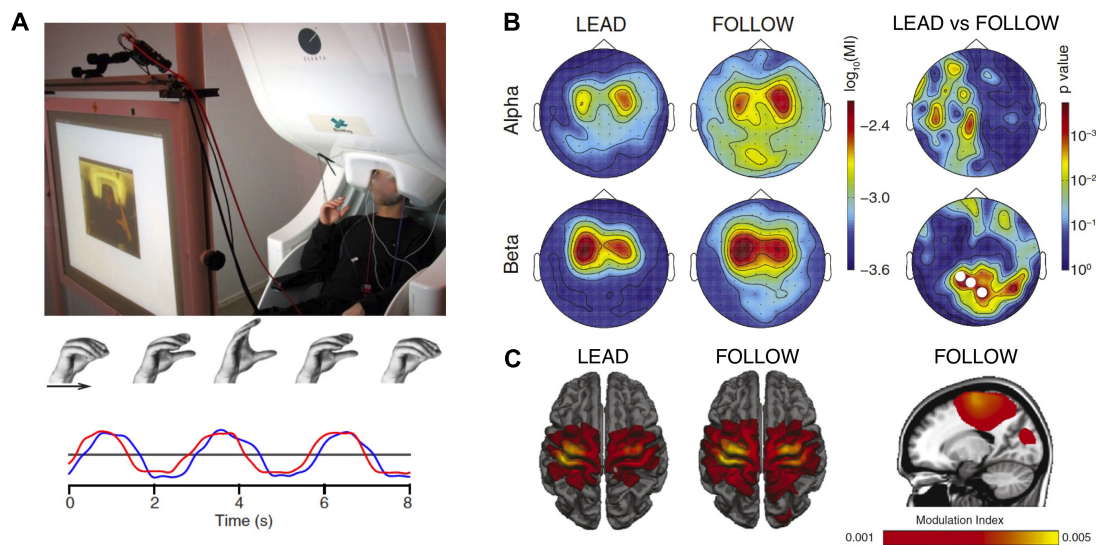 A
ELEKTA
0
2
4
6
8
Time (s)
B
LEAD
FOLLOW
LEAD vs FOLLOW
Alpha
Beta
log10(MI)
−2.4
−3.0
−3.6
p value
10⁻³
10⁻²
10⁻¹
10⁰
C
LEAD
FOLLOW
FOLLOW
Modulation Index
0.001
0.005